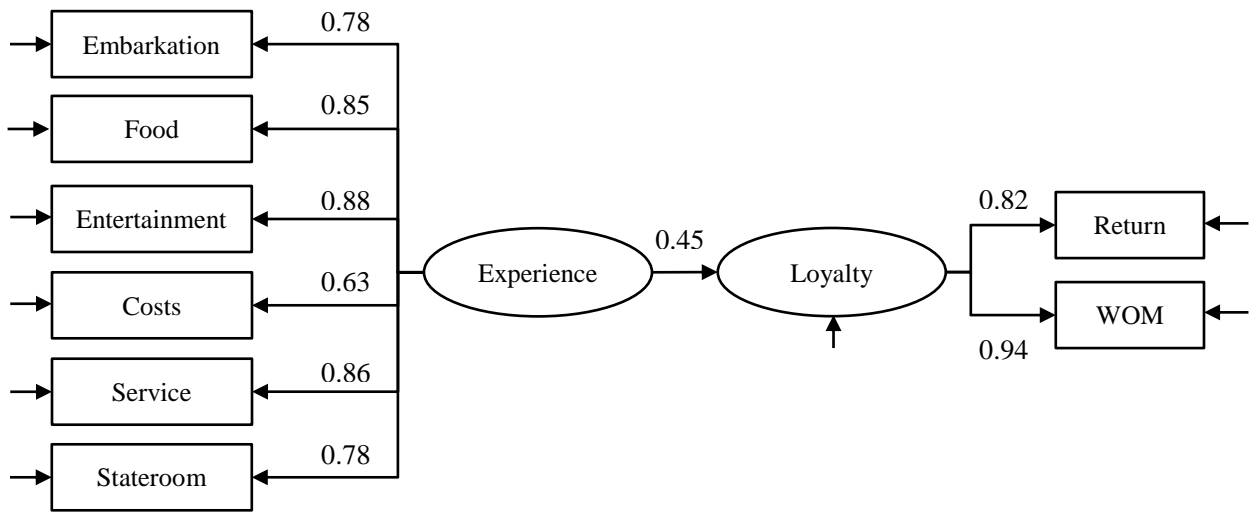 0.78
Embarkation
0.85
Food
0.88
Entertainment
0.82
Return
0.45
Experience
Loyalty
0.63
Costs
WOM
0.94
0.86
Service
0.78
Stateroom